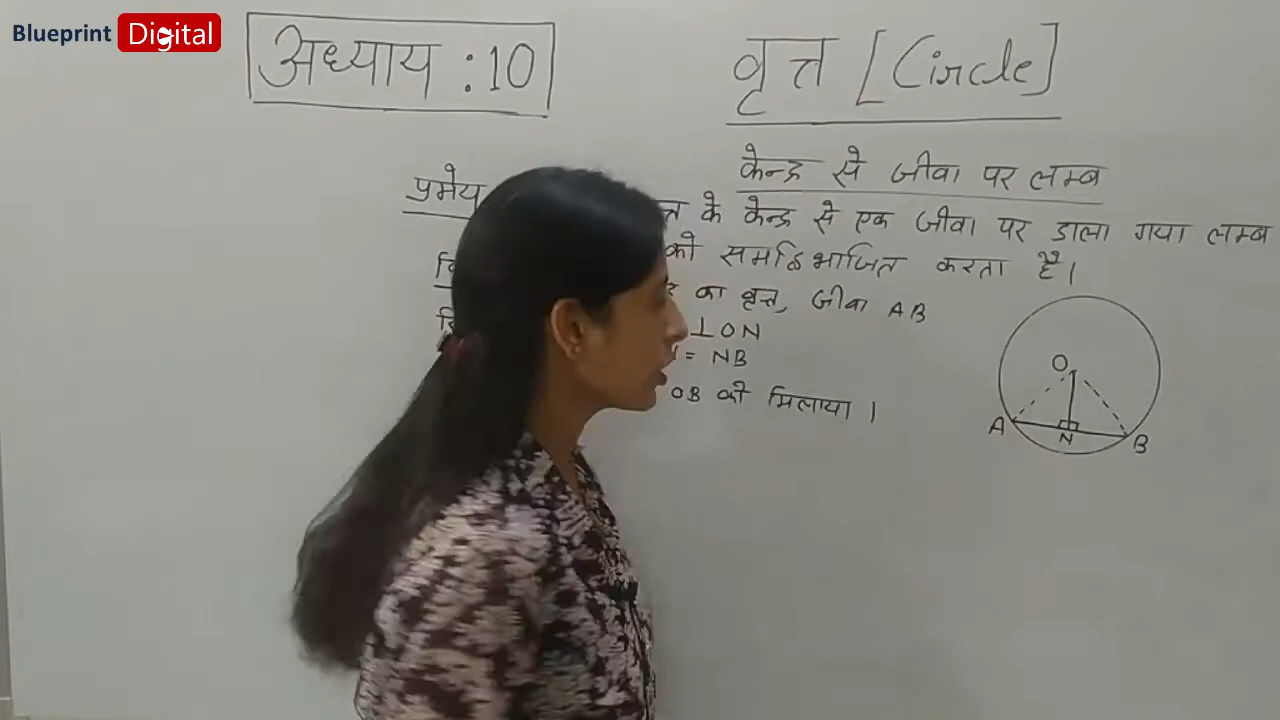 Blueprint Digital
अध्याय :10
वृत्त [Circle]
केन्द्र से जीवा पर लम्ब
प्रमेय
के केन्द्र से एक जीवा पर डाला गया लम्ब
को समद्विभाजित करता है।
का वृत्त, जीवा AB
⊥ ON
= NB
OB को मिलाया ।
O
A
N
B